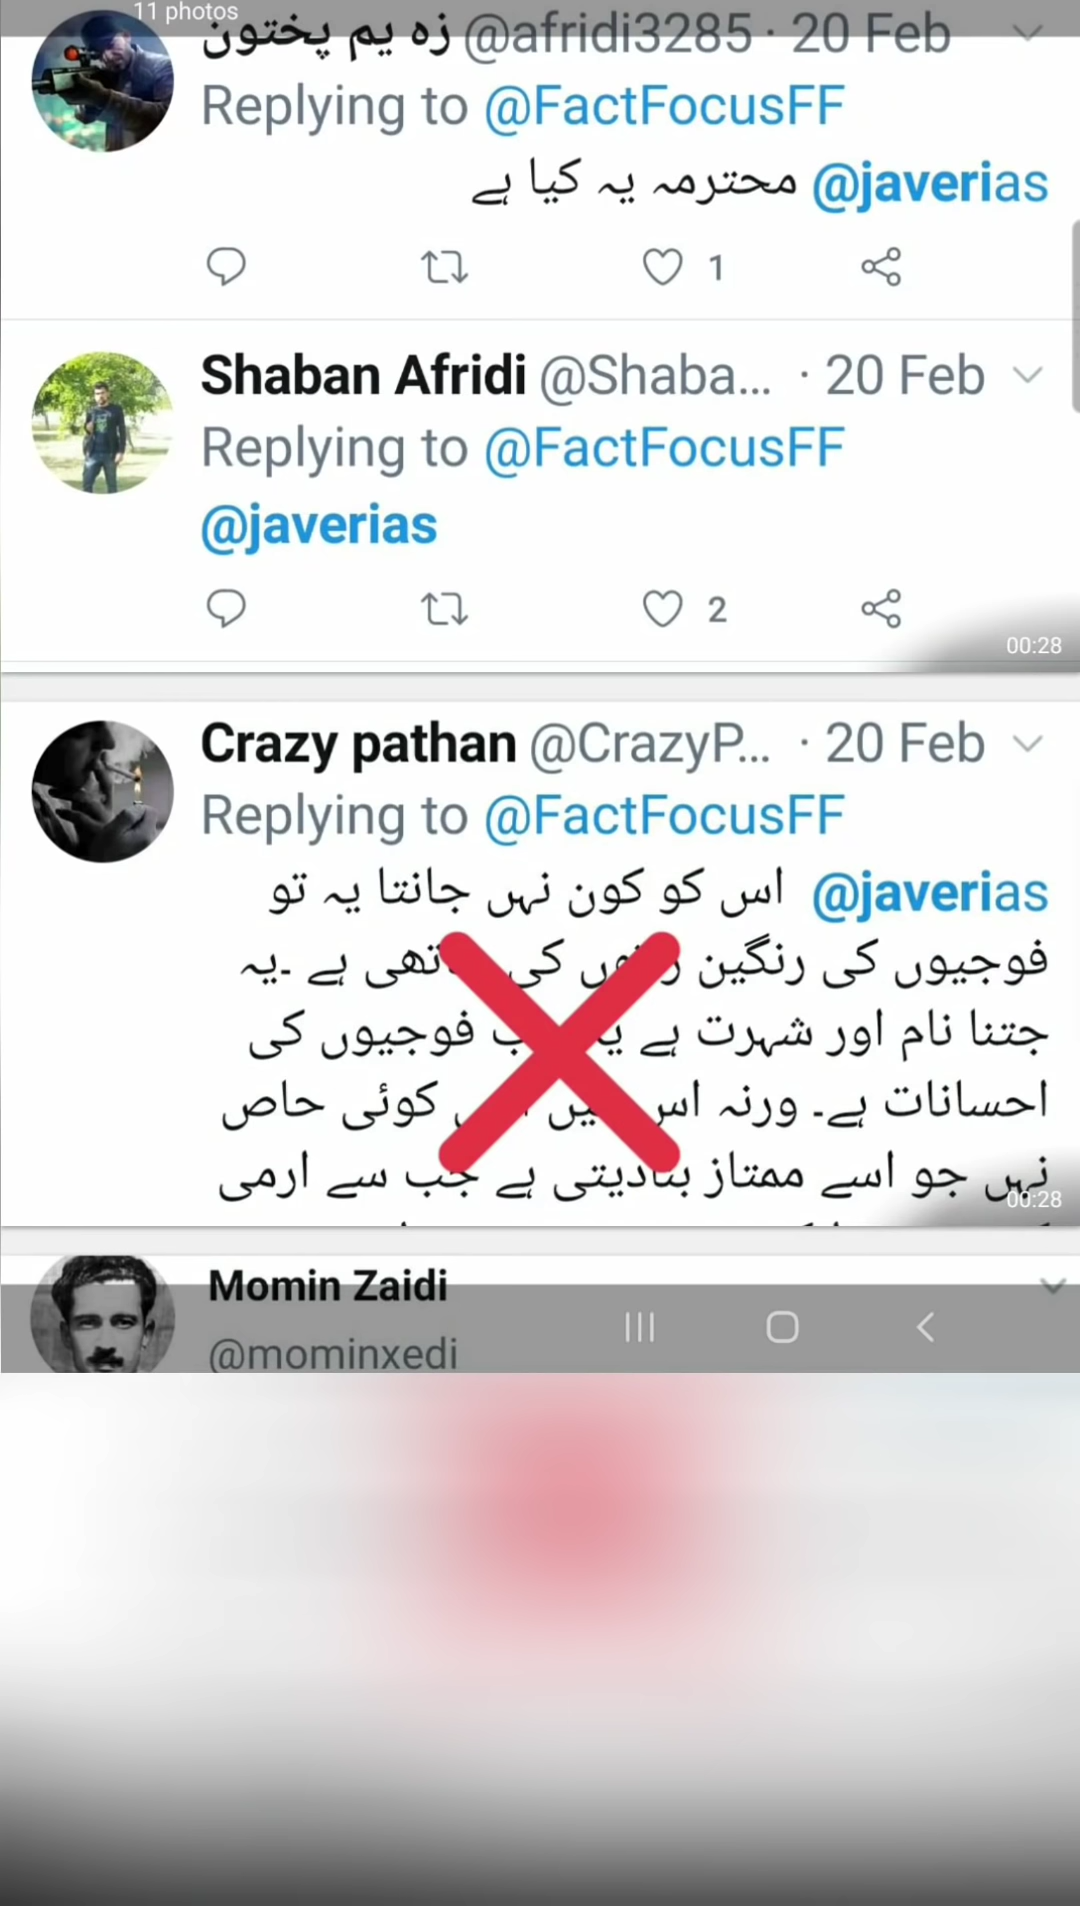 11 photos
زہ یم پختون @afridi3285 · 20 Feb
Replying to @FactFocusFF
@javerias محترمہ یہ کیا ہے
1
Shaban Afridi @Shaba... · 20 Feb
Replying to @FactFocusFF
@javerias
2
00:28
Crazy pathan @CrazyP... · 20 Feb
Replying to @FactFocusFF
@javerias اس کو کون نہں جانتا یہ تو
فوجیوں کی رنگین کی تھی ہے -یہ
جتنا نام اور شہرت ہے فوجیوں کی
احسانات ہے۔ ورنہ اس کوئی حاص
نہں جو اسے ممتاز بنادیتی ہے جب سے ارمی
00:28
Momin Zaidi
@mominxedi